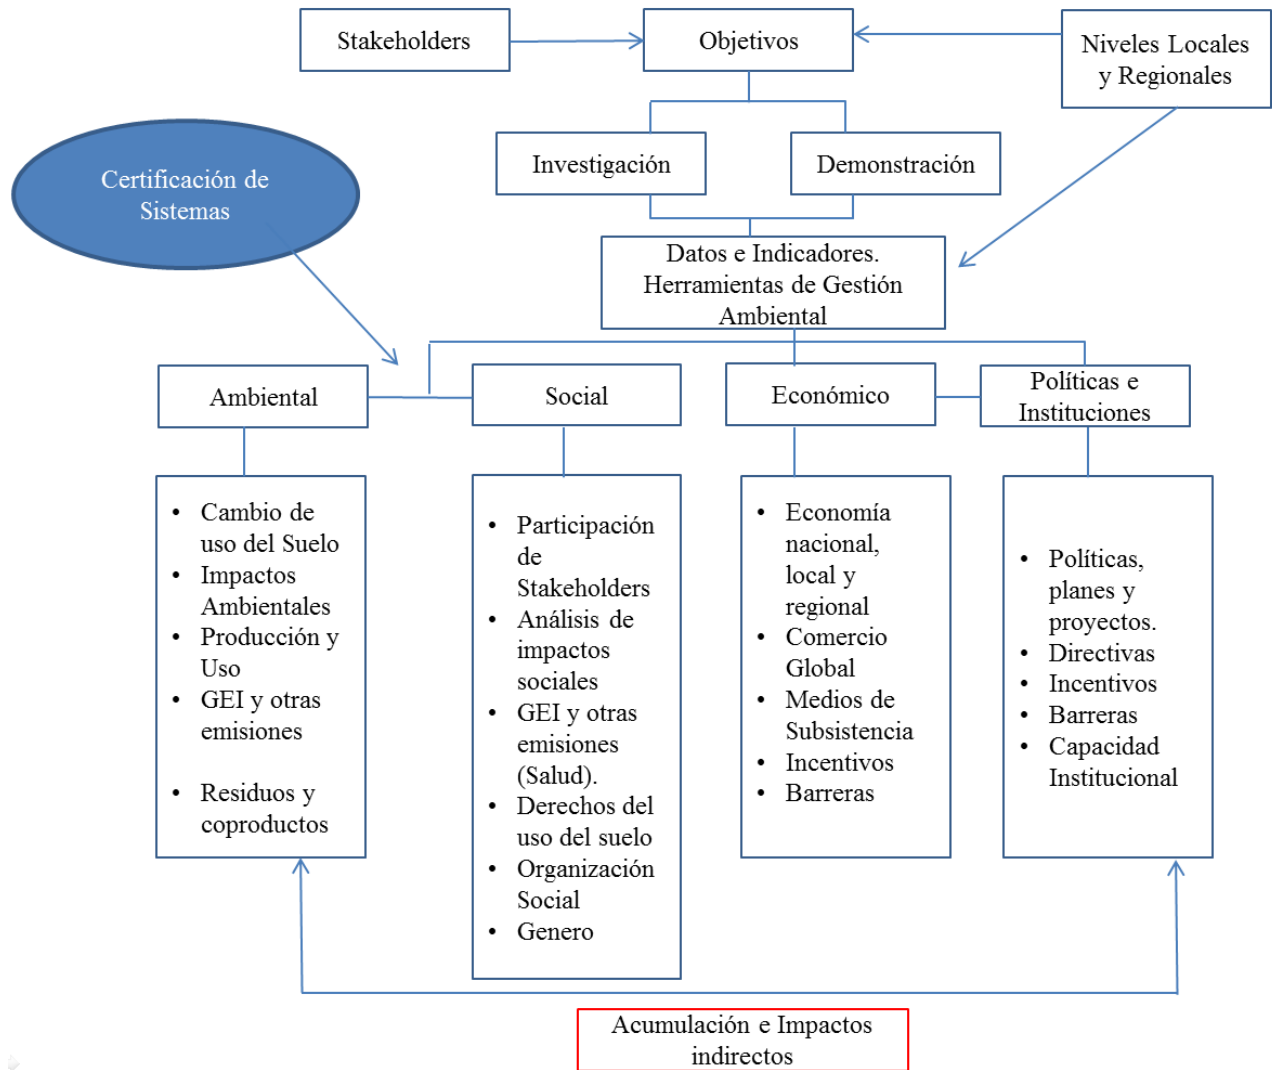 Stakeholders
Objetivos
Niveles Locales
y Regionales
Certificación de
Sistemas
Investigación
Demonstración
Datos e Indicadores.
Herramientas de Gestión
Ambiental
Ambiental
Social
Económico
Políticas e
Instituciones
• Cambio de
uso del Suelo
• Impactos
Ambientales
• Producción y
Uso
• GEI y otras
emisiones
• Residuos y
coproductos
• Participación
de
Stakeholders
• Análisis de
impactos
sociales
• GEI y otras
emisiones
(Salud).
• Derechos del
uso del suelo
• Organización
Social
• Genero
• Economía
nacional,
local y
regional
• Comercio
Global
• Medios de
Subsistencia
• Incentivos
• Barreras
• Políticas,
planes y
proyectos.
• Directivas
• Incentivos
• Barreras
• Capacidad
Institucional
Acumulación e Impactos
indirectos